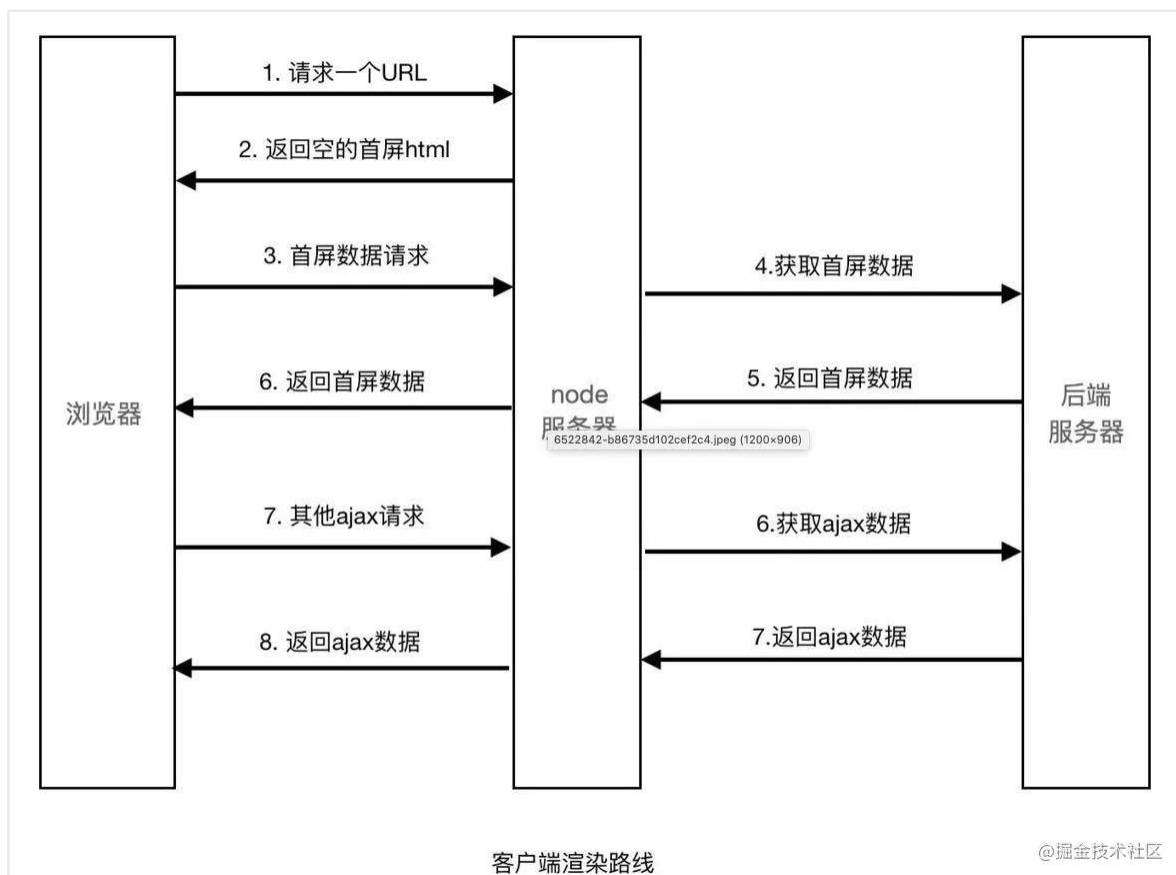 1. 请求一个URL
2. 返回空的首屏html
3. 首屏数据请求
4.获取首屏数据
6. 返回首屏数据
5. 返回首屏数据
浏览器
node
服务器
后端
服务器
6522842-b86735d102cef2c4.jpeg (1200×906)
7. 其他ajax请求
6.获取ajax数据
8. 返回ajax数据
7.返回ajax数据
客户端渲染路线
@掘金技术社区